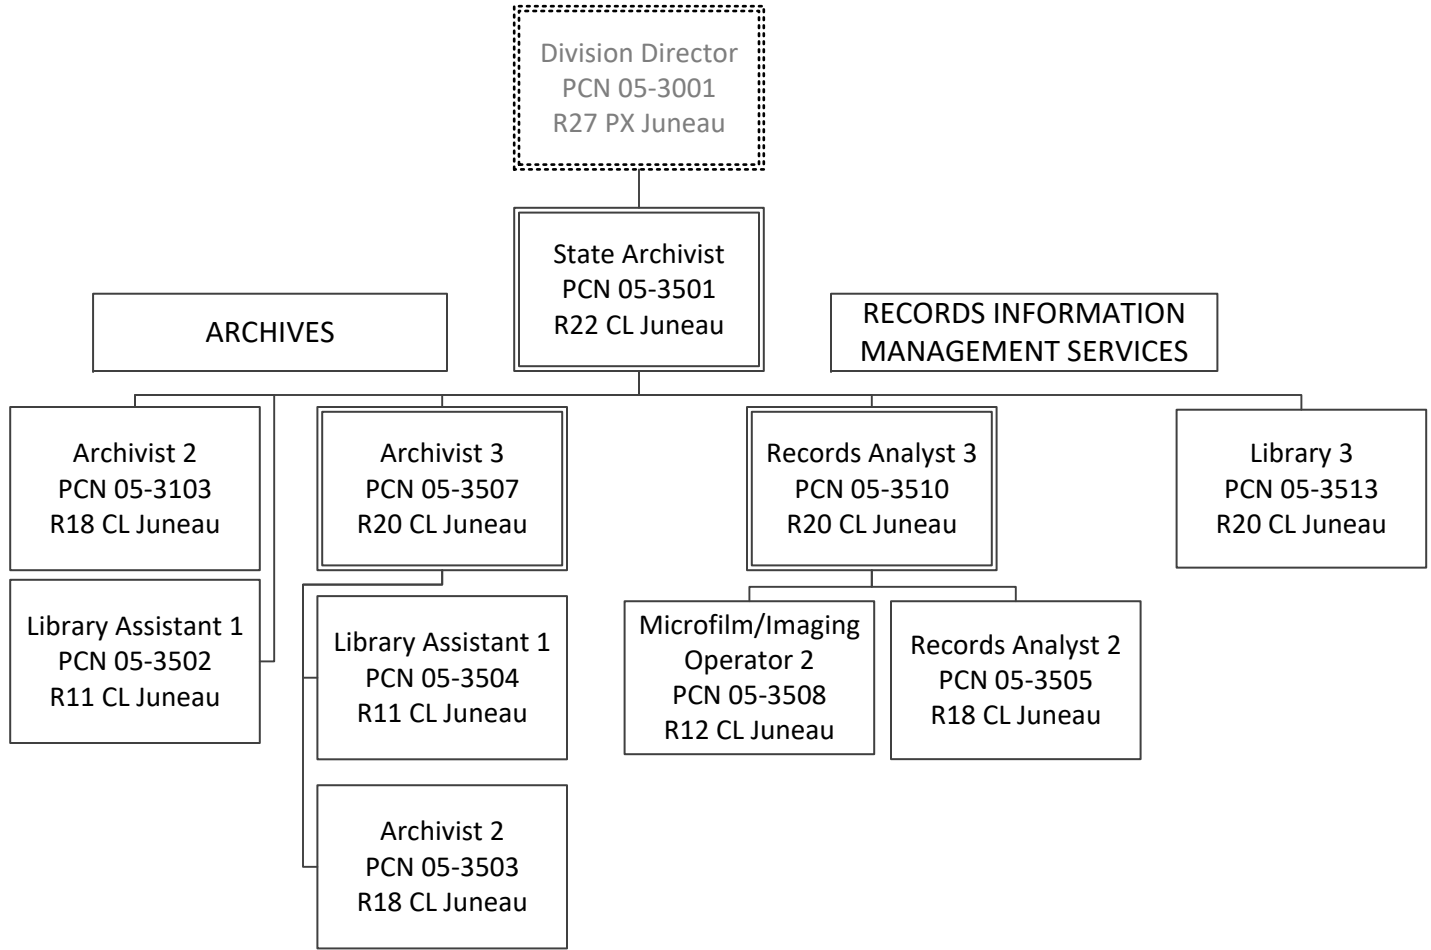 Division Director
PCN 05-3001
R27 PX Juneau
State Archivist
PCN 05-3501
R22 CL Juneau
ARCHIVES
RECORDS INFORMATION
MANAGEMENT SERVICES
Archivist 2
PCN 05-3103
R18 CL Juneau
Archivist 3
PCN 05-3507
R20 CL Juneau
Records Analyst 3
PCN 05-3510
R20 CL Juneau
Library 3
PCN 05-3513
R20 CL Juneau
Library Assistant 1
PCN 05-3502
R11 CL Juneau
Library Assistant 1
PCN 05-3504
R11 CL Juneau
Microfilm/Imaging
Operator 2
PCN 05-3508
R12 CL Juneau
Records Analyst 2
PCN 05-3505
R18 CL Juneau
Archivist 2
PCN 05-3503
R18 CL Juneau